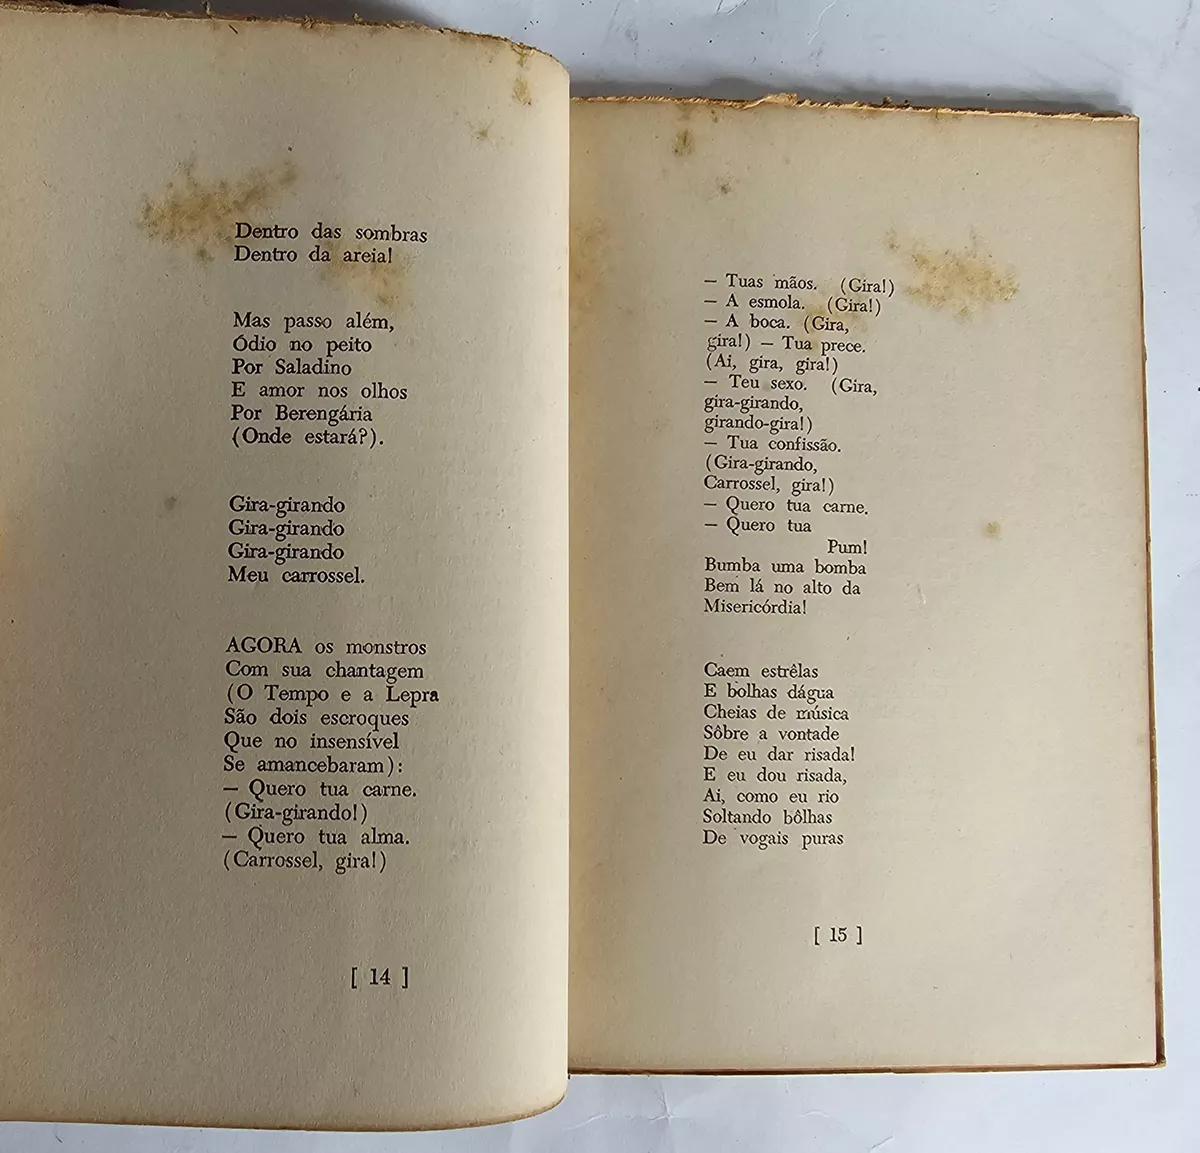 Dentro das sombras
Dentro da areia!
Mas passo além,
Ódio no peito
Por Saladino
E amor nos olhos
Por Berengária
(Onde estará?).
Gira-girando
Gira-girando
Gira-girando
Meu carrossel.
AGORA os monstros
Com sua chantagem
(O Tempo e a Lepra
São dois escroques
Que no insensível
Se amancebaram):
— Quero tua carne.
(Gira-girando!)
— Quero tua alma.
(Carrossel, gira!)
[ 14 ]
— Tuas mãos. (Gira!)
— A esmola. (Gira!)
— A boca. (Gira,
gira!) — Tua prece.
(Ai, gira, gira!)
— Teu sexo. (Gira,
gira-girando,
girando-gira!)
— Tua confissão.
(Gira-girando,
Carrossel, gira!)
— Quero tua carne.
— Quero tua
Pum!
Bumba uma bomba
Bem lá no alto da
Misericórdia!
Caem estrêlas
E bolhas dágua
Cheias de música
Sôbre a vontade
De eu dar risada!
E eu dou risada,
Ai, como eu rio
Soltando bôlhas
De vogais puras
[ 15 ]